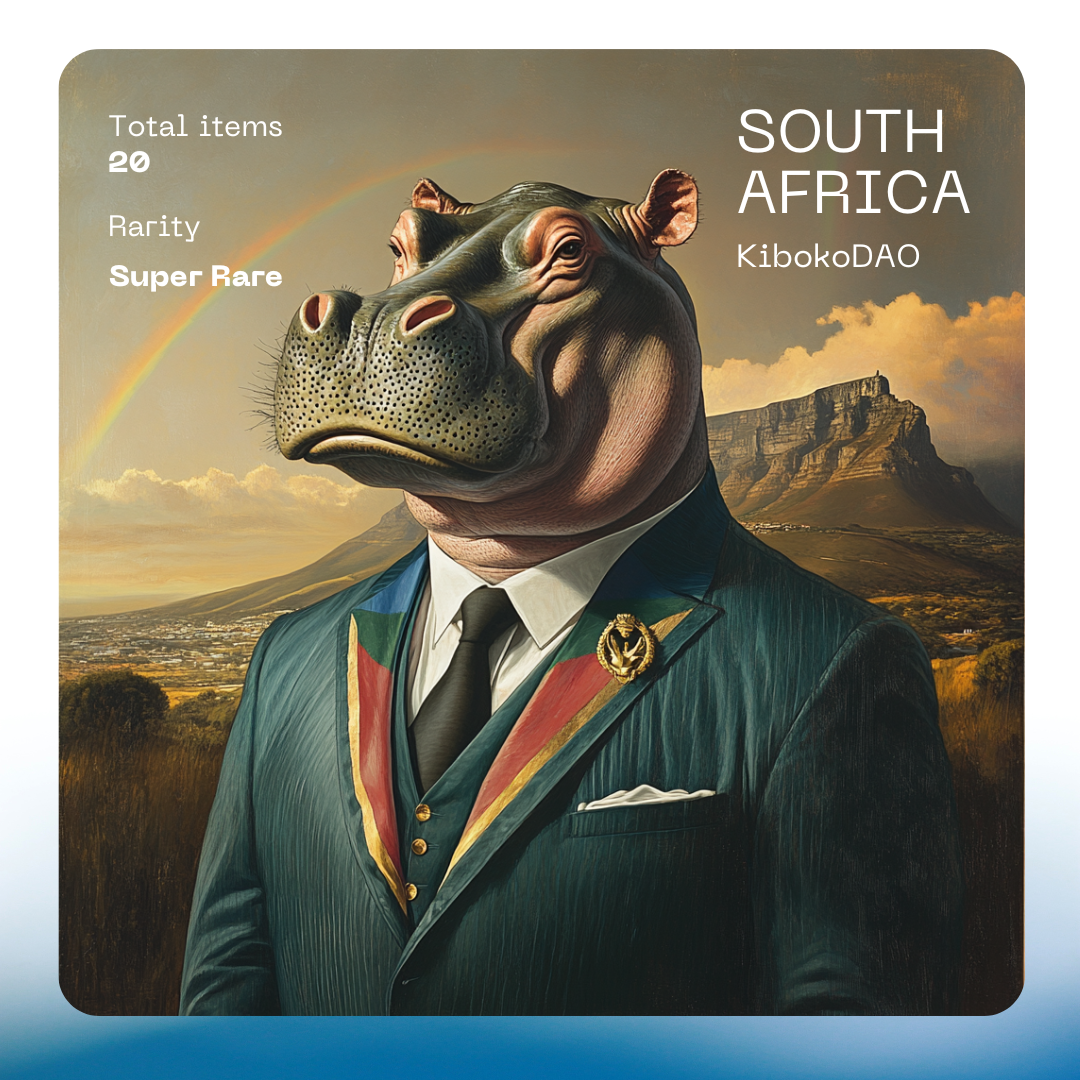 Total items
20
Rarity
Super Rare
SOUTH
AFRICA
KibokoDAO